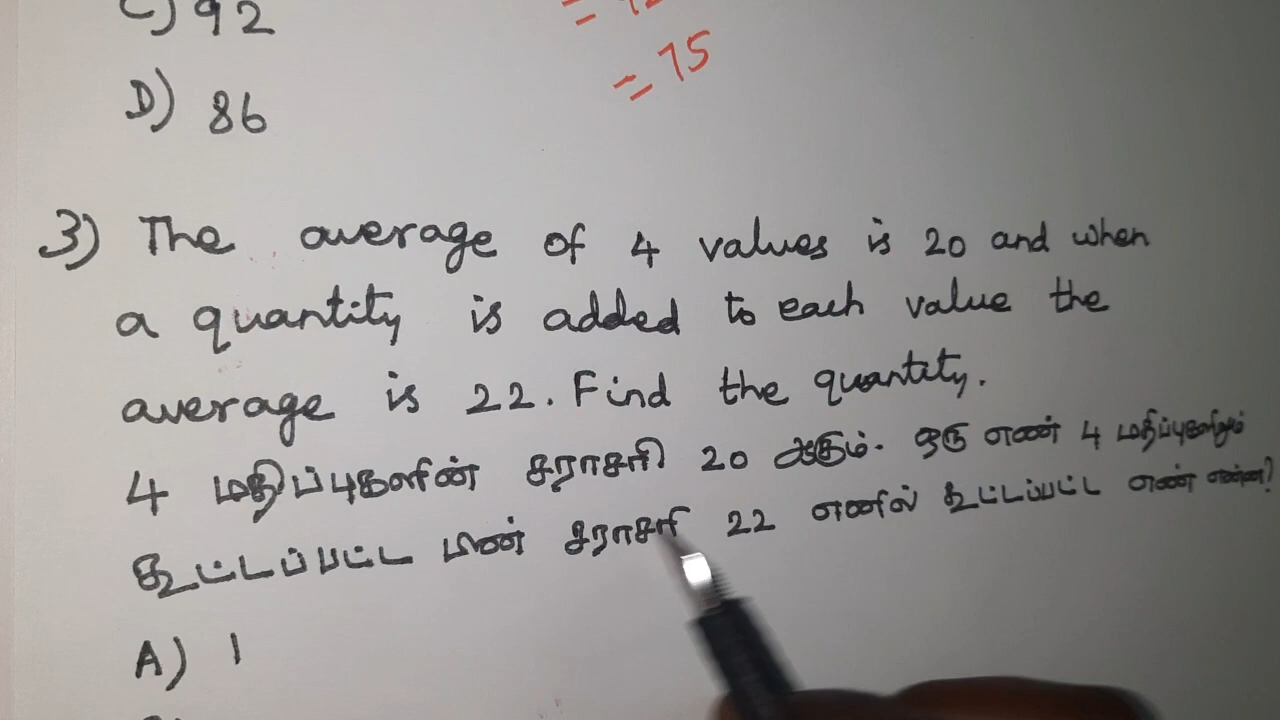 C) 92
= 75
D) 86
3) The average of 4 values is 20 and when
a quantity is added to each value the
average is 22. Find the quantity.
4 மதிப்புகளின் சராசரி 20 ஆகும். ஒரு எண் 4 மதிப்புகளிலும்
கூட்டப்பட்ட பின் சராசரி 22 எனில் கூட்டப்பட்ட எண் என்ன?
A) 1